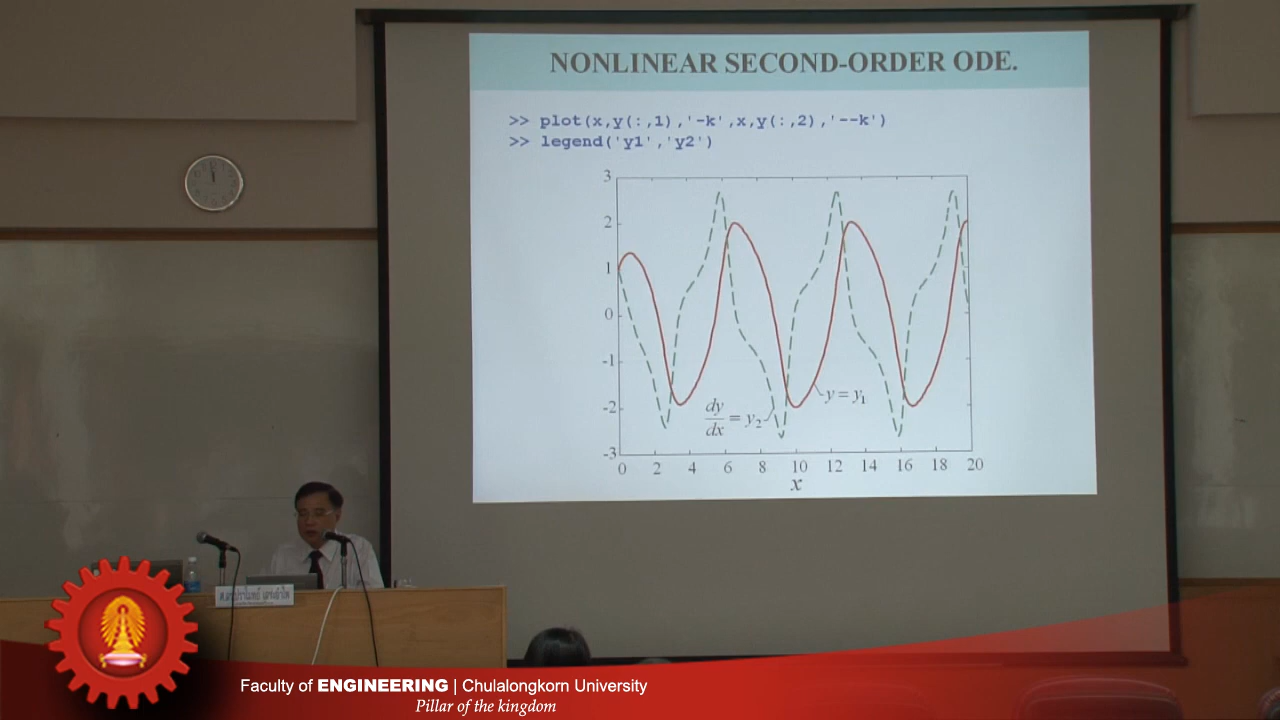 NONLINEAR SECOND-ORDER ODE.
>> plot(x,y(:,1),'-k',x,y(:,2),'--k')
>> legend('y1','y2')
3
2
1
0
-1
-2
-3
dy/dx = y₂
y = y₁
0 2 4 6 8 10 12 14 16 18 20
x
Faculty of ENGINEERING | Chulalongkorn University
Pillar of the kingdom